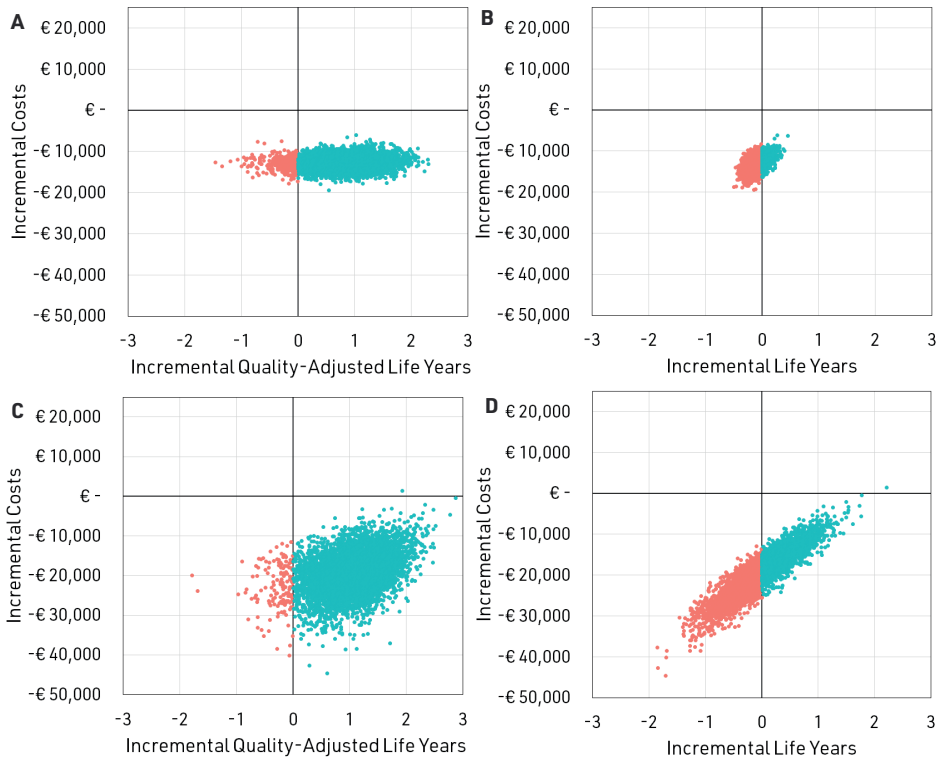 A
€ 20,000
€ 10,000
€ -
-€ 10,000
-€ 20,000
-€ 30,000
-€ 40,000
-€ 50,000
Incremental Costs
-3 -2 -1 0 1 2 3
Incremental Quality-Adjusted Life Years
B
€ 20,000
€ 10,000
€ -
-€ 10,000
-€ 20,000
-€ 30,000
-€ 40,000
-€ 50,000
Incremental Costs
-3 -2 -1 0 1 2 3
Incremental Life Years
C
€ 20,000
€ 10,000
€ -
-€ 10,000
-€ 20,000
-€ 30,000
-€ 40,000
-€ 50,000
Incremental Costs
-3 -2 -1 0 1 2 3
Incremental Quality-Adjusted Life Years
D
€ 20,000
€ 10,000
€ -
-€ 10,000
-€ 20,000
-€ 30,000
-€ 40,000
-€ 50,000
Incremental Costs
-3 -2 -1 0 1 2 3
Incremental Life Years